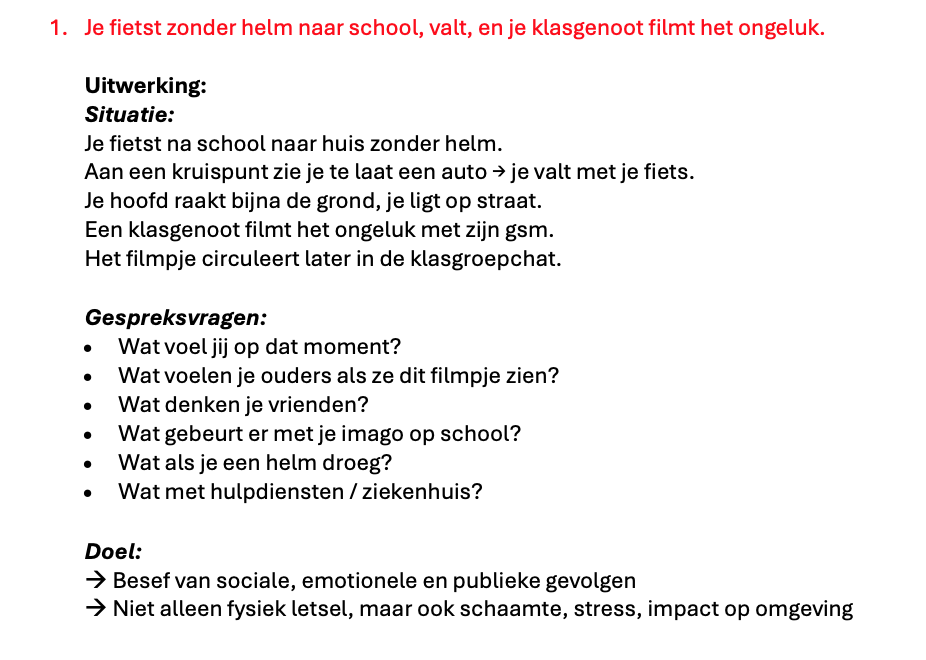 1. Je fietst zonder helm naar school, valt, en je klasgenoot filmt het ongeluk.
Uitwerking:
Situatie:
Je fietst na school naar huis zonder helm.
Aan een kruispunt zie je te laat een auto → je valt met je fiets.
Je hoofd raakt bijna de grond, je ligt op straat.
Een klasgenoot filmt het ongeluk met zijn gsm.
Het filmpje circuleert later in de klasgroepchat.
Gespreksvragen:
• Wat voel jij op dat moment?
• Wat voelen je ouders als ze dit filmpje zien?
• Wat denken je vrienden?
• Wat gebeurt er met je imago op school?
• Wat als je een helm droeg?
• Wat met hulpdiensten / ziekenhuis?
Doel:
→ Besef van sociale, emotionele en publieke gevolgen
→ Niet alleen fysiek letsel, maar ook schaamte, stress, impact op omgeving